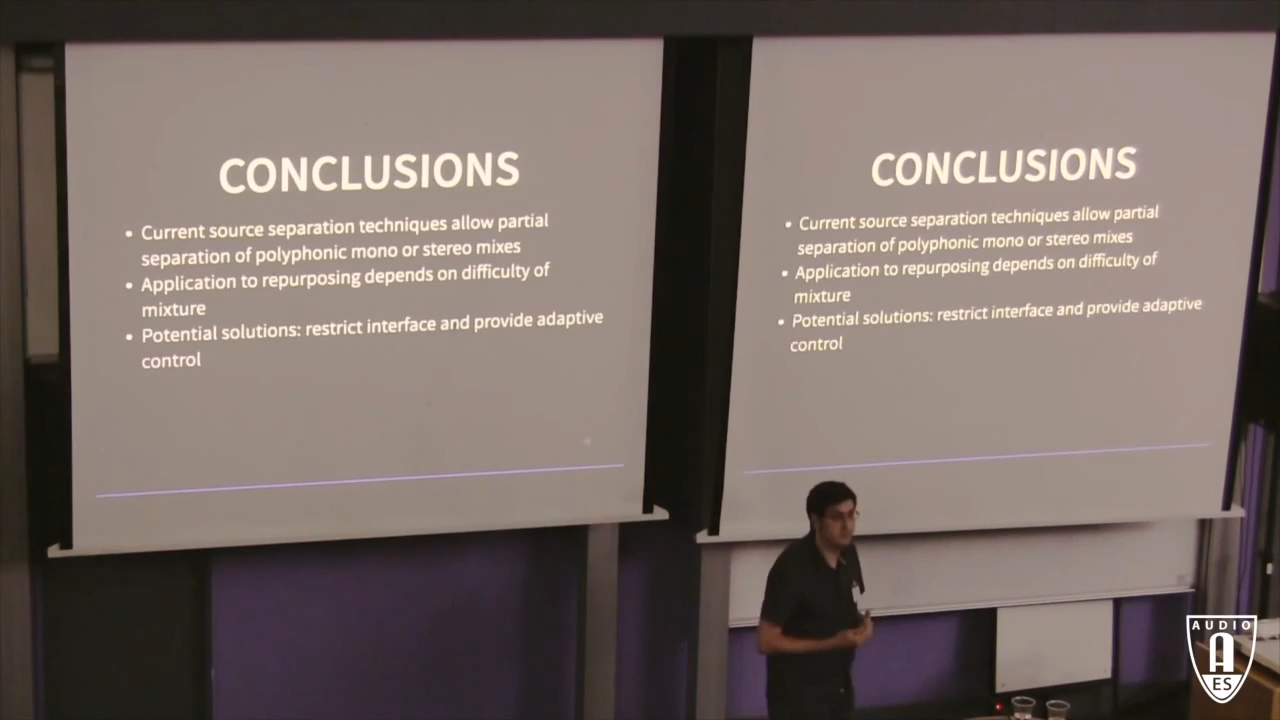 CONCLUSIONS
• Current source separation techniques allow partial
separation of polyphonic mono or stereo mixes
• Application to repurposing depends on difficulty of
mixture
• Potential solutions: restrict interface and provide adaptive
control
CONCLUSIONS
• Current source separation techniques allow partial
separation of polyphonic mono or stereo mixes
• Application to repurposing depends on difficulty of
mixture
• Potential solutions: restrict interface and provide adaptive
control
AUDIO
A
ES